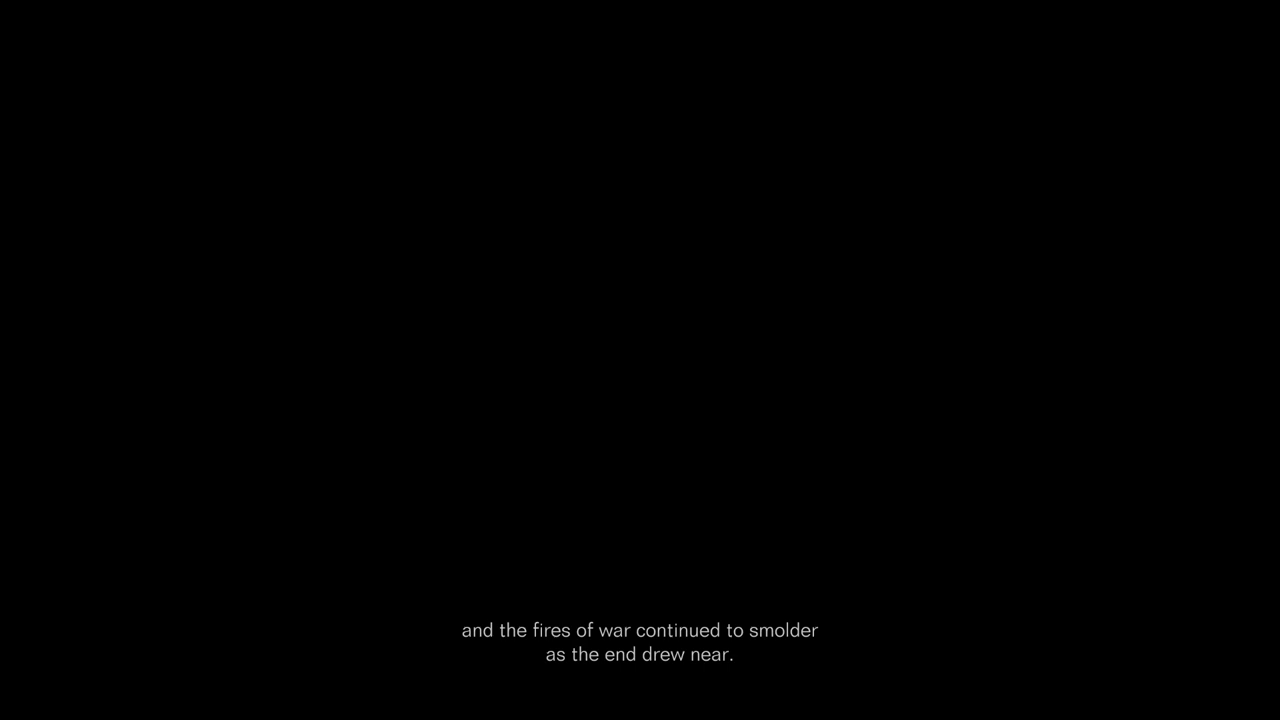 and the fires of war continued to smolder
as the end drew near.